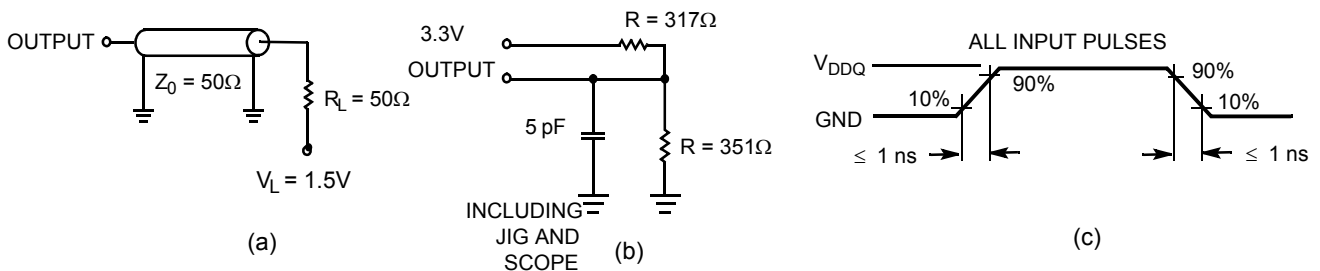 OUTPUT
Z0 = 50Ω
RL = 50Ω
VL = 1.5V
(a)
R = 317Ω
3.3V
OUTPUT
5 pF
R = 351Ω
INCLUDING
JIG AND
SCOPE
(b)
ALL INPUT PULSES
VDDQ
90%
90%
10%
10%
GND
≤ 1 ns
≤ 1 ns
(c)